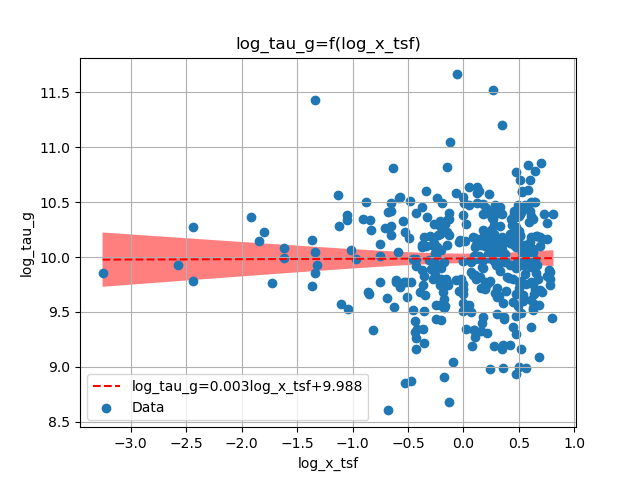 log_tau_g=f(log_x_tsf)
11.5
11.0
10.5
10.0
9.5
9.0
8.5
log_tau_g
log_tau_g=0.003log_x_tsf+9.988
Data
−3.0 −2.5 −2.0 −1.5 −1.0 −0.5 0.0 0.5 1.0
log_x_tsf